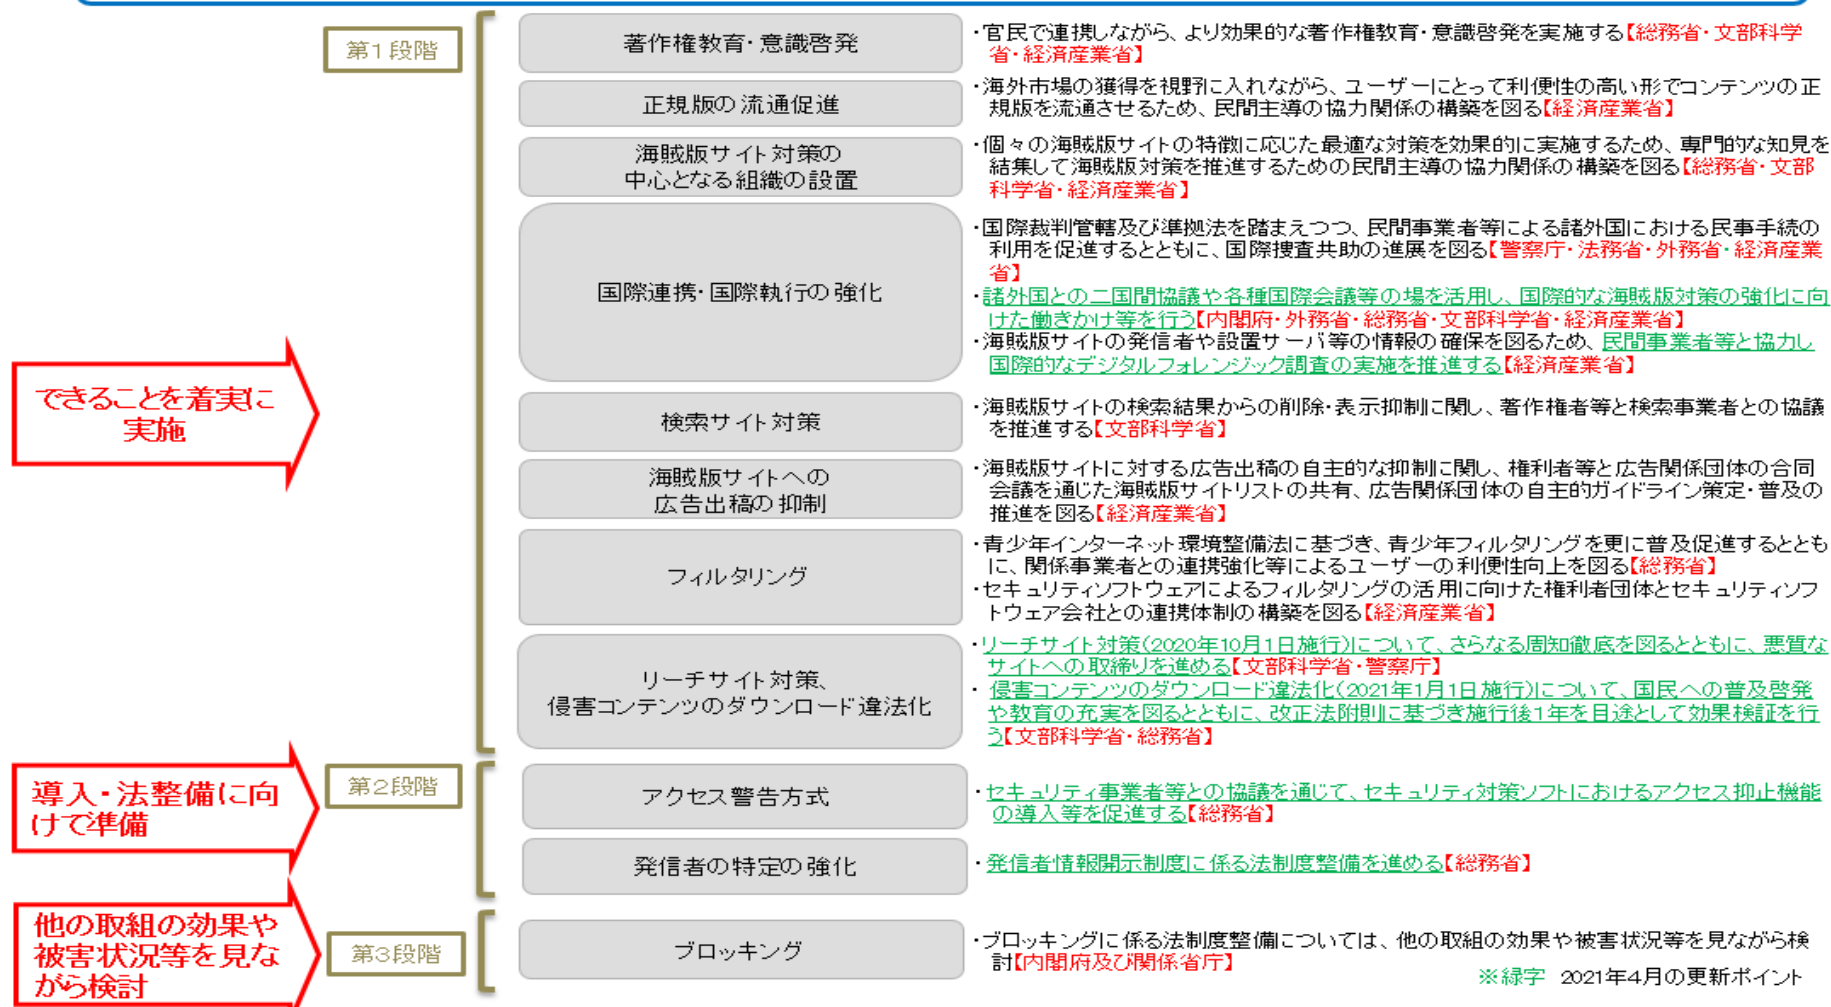 第1段階
著作権教育・意識啓発
・官民で連携しながら、より効果的な著作権教育・意識啓発を実施する【総務省・文部科学
省・経済産業省】
正規版の流通促進
・海外市場の獲得を視野に入れながら、ユーザーにとって利便性の高い形でコンテンツの正
規版を流通させるため、民間主導の協力関係の構築を図る【経済産業省】
海賊版サイト対策の
中心となる組織の設置
・個々の海賊版サイトの特徴に応じた最適な対策を効果的に実施するため、専門的な知見を
結集して海賊版対策を推進するための民間主導の協力関係の構築を図る【総務省・文部
科学省・経済産業省】
国際連携・国際執行の強化
・国際裁判管轄及び準拠法を踏まえつつ、民間事業者等による諸外国における民事手続の
利用を促進するとともに、国際捜査共助の進展を図る【警察庁・法務省・外務省・経済産業
省】
・諸外国との二国間協議や各種国際会議等の場を活用し、国際的な海賊版対策の強化に向
けた働きかけ等を行う【内閣府・外務省・総務省・文部科学省・経済産業省】
・海賊版サイトの発信者や設置サーバ等の情報の確保を図るため、民間事業者等と協力し
国際的なデジタルフォレンジック調査の実施を推進する【経済産業省】
できることを着実に
実施
検索サイト対策
・海賊版サイトの検索結果からの削除・表示抑制に関し、著作権者等と検索事業者との協議
を推進する【文部科学省】
海賊版サイトへの
広告出稿の抑制
・海賊版サイトに対する広告出稿の自主的な抑制に関し、権利者等と広告関係団体の合同
会議を通じた海賊版サイトリストの共有、広告関係団体の自主的ガイドライン策定・普及の
推進を図る【経済産業省】
フィルタリング
・青少年インターネット環境整備法に基づき、青少年フィルタリングを更に普及促進するととも
に、関係事業者との連携強化等によるユーザーの利便性向上を図る【総務省】
・セキュリティソフトウェアによるフィルタリングの活用に向けた権利者団体とセキュリティソフ
トウェア会社との連携体制の構築を図る【経済産業省】
リーチサイト対策、
侵害コンテンツのダウンロード違法化
・リーチサイト対策(2020年10月1日施行)について、さらなる周知徹底を図るとともに、悪質な
サイトへの取締りを進める【文部科学省・警察庁】
・侵害コンテンツのダウンロード違法化(2021年1月1日施行)について、国民への普及啓発
や教育の充実を図るとともに、改正法附則に基づき施行後1年を目途として効果検証を行
う【文部科学省・総務省】
導入・法整備に向
けて準備
第2段階
アクセス警告方式
・セキュリティ事業者等との協議を通じて、セキュリティ対策ソフトにおけるアクセス抑止機能
の導入等を促進する【総務省】
発信者の特定の強化
・発信者情報開示制度に係る法制度整備を進める【総務省】
他の取組の効果や
被害状況等を見な
がら検討
第3段階
ブロッキング
・ブロッキングに係る法制度整備については、他の取組の効果や被害状況等を見ながら検
討【内閣府及び関係省庁】
※緑字 2021年4月の更新ポイント